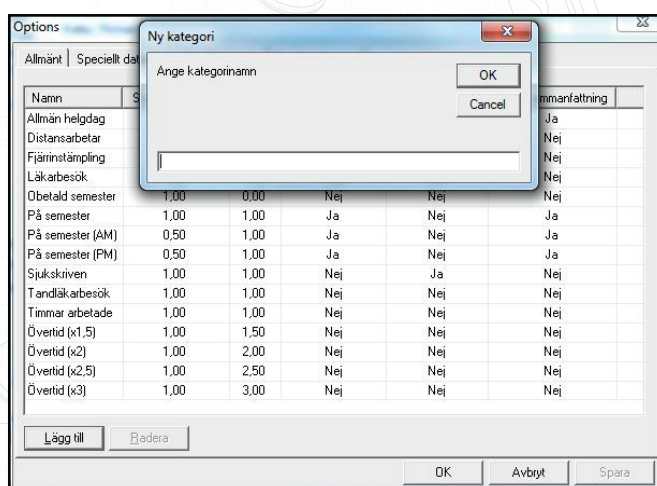 Options
Ny kategori
Allmänt Speciellt dat
Ange kategorinamn
OK
Cancel
Namn S mmanfattning
Allmän helgdag Ja
Distansarbetar Nej
Fjärrinstämpling Nej
Läkarbesök Nej
Obetald semester 1,00 0,00 Nej Nej Nej
På semester 1,00 1,00 Ja Nej Ja
På semester (AM) 0,50 1,00 Ja Nej Ja
På semester (PM) 0,50 1,00 Ja Nej Ja
Sjukskriven 1,00 1,00 Nej Ja Nej
Tandläkarbesök 1,00 1,00 Nej Nej Nej
Timmar arbetade 1,00 1,00 Nej Nej Nej
Övertid (x1,5) 1,00 1,50 Nej Nej Nej
Övertid (x2) 1,00 2,00 Nej Nej Nej
Övertid (x2,5) 1,00 2,50 Nej Nej Nej
Övertid (x3) 1,00 3,00 Nej Nej Nej
Lägg till Radera
OK Avbryt Spara